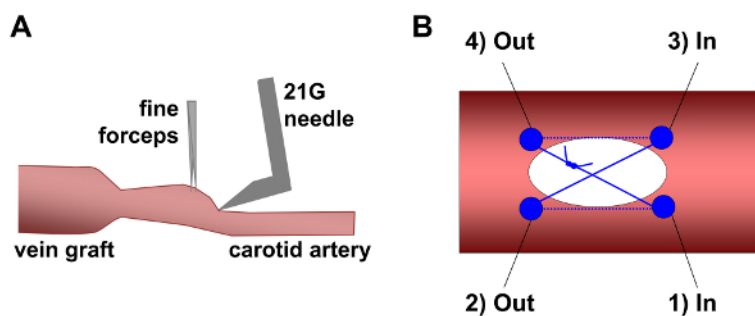 A
fine
forceps
21G
needle
vein graft
carotid artery
B
4) Out
3) In
2) Out
1) In